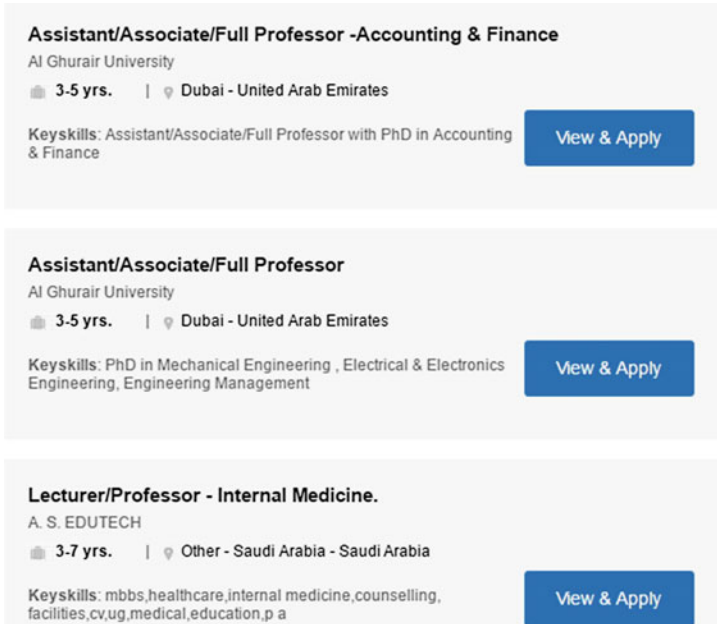 Assistant/Associate/Full Professor -Accounting & Finance
Al Ghurair University
3-5 yrs. | Dubai - United Arab Emirates
Keyskills: Assistant/Associate/Full Professor with PhD in Accounting
& Finance
View & Apply
Assistant/Associate/Full Professor
Al Ghurair University
3-5 yrs. | Dubai - United Arab Emirates
Keyskills: PhD in Mechanical Engineering , Electrical & Electronics
Engineering, Engineering Management
View & Apply
Lecturer/Professor - Internal Medicine.
A. S. EDUTECH
3-7 yrs. | Other - Saudi Arabia - Saudi Arabia
Keyskills: mbbs,healthcare,internal medicine,counselling,
facilities,cv,ug,medical,education,p a
View & Apply